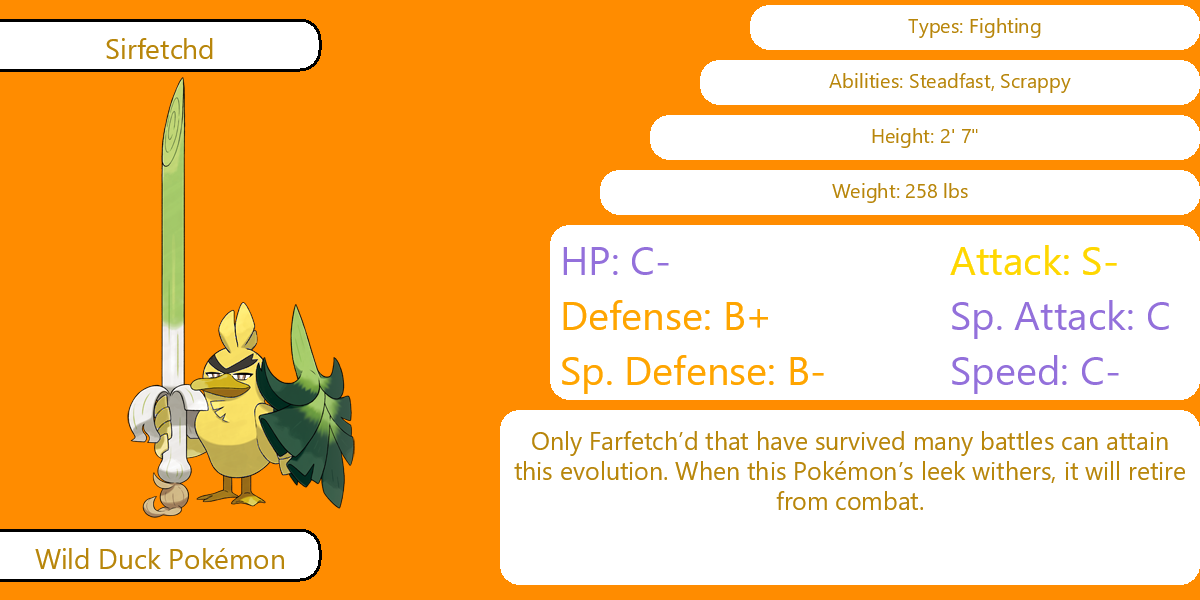 Sirfetchd
Types: Fighting
Abilities: Steadfast, Scrappy
Height: 2' 7"
Weight: 258 lbs
HP: C-
Attack: S-
Defense: B+
Sp. Attack: C
Sp. Defense: B-
Speed: C-
Only Farfetch’d that have survived many battles can attain
this evolution. When this Pokémon’s leek withers, it will retire
from combat.
Wild Duck Pokémon